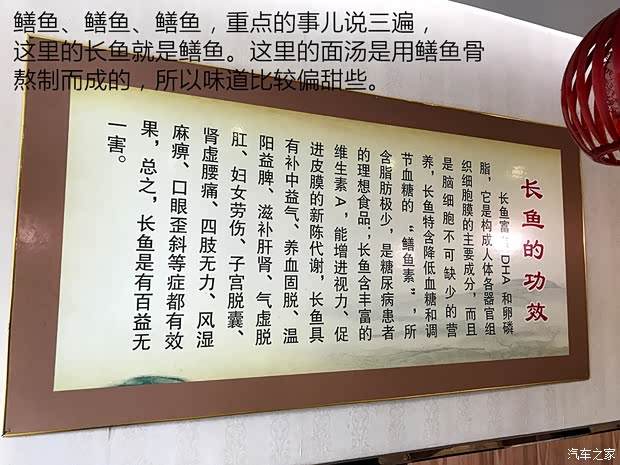 鳝鱼、鳝鱼、鳝鱼，重点的事儿说三遍，
这里的长鱼就是鳝鱼。这里的面汤是用鳝鱼骨
熬制而成的，所以味道比较偏甜些。
长鱼的功效
长鱼富 DHA 和卵磷
脂，它是构成人体各器官组
织细胞膜的主要成分，而且
是脑细胞不可缺少的营
养，长鱼特含降低血糖和调
节血糖的“鳝鱼素”，所
含脂肪极少，是糖尿病患者
的理想食品；长鱼含丰富的
维生素 A，能增进视力、促
进皮膜的新陈代谢，长鱼具
有补中益气、养血固脱、温
阳益脾、滋补肝肾、气虚脱
肛、妇女劳伤、子宫脱囊、
肾虚腰痛、四肢无力、风湿
麻痹、口眼歪斜等症都有效
果，总之，长鱼是有百益无
一害。
汽车之家